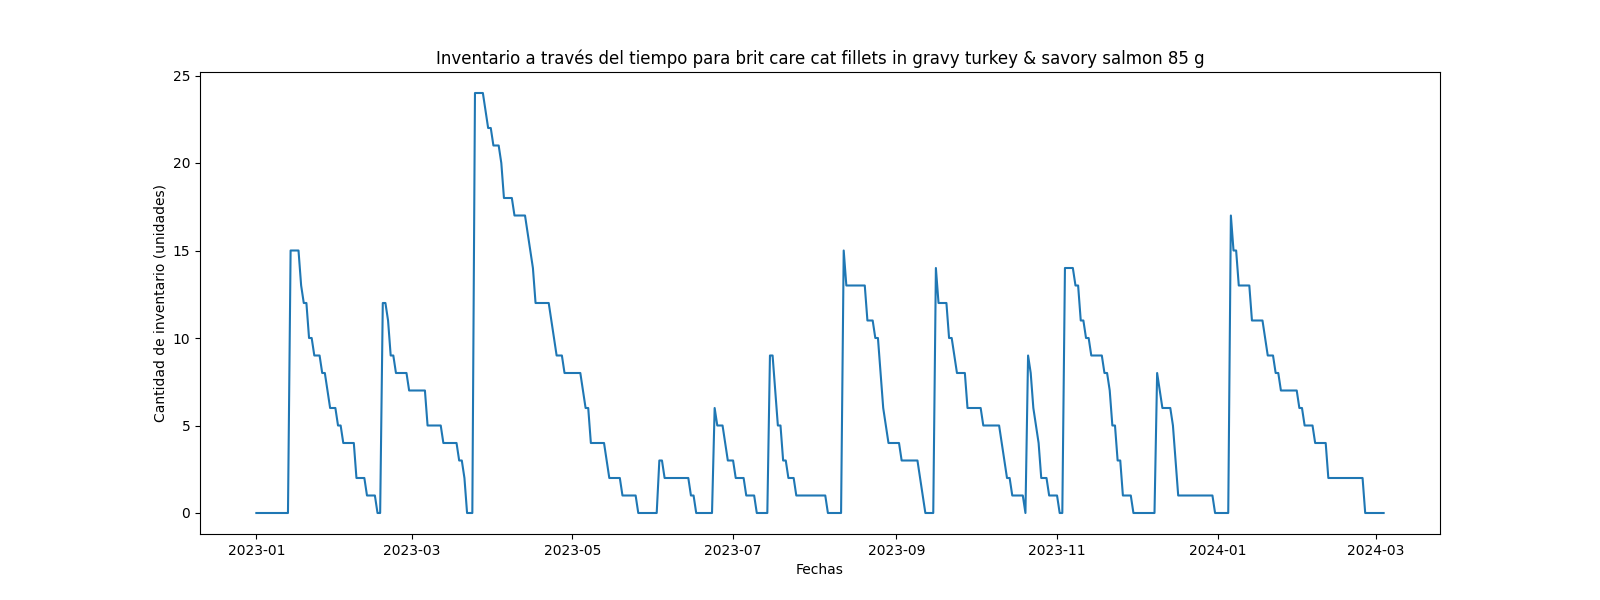 Inventario a través del tiempo para brit care cat fillets in gravy turkey & savory salmon 85 g
Cantidad de inventario (unidades)
25
20
15
10
5
0
2023-01 2023-03 2023-05 2023-07 2023-09 2023-11 2024-01 2024-03
Fechas